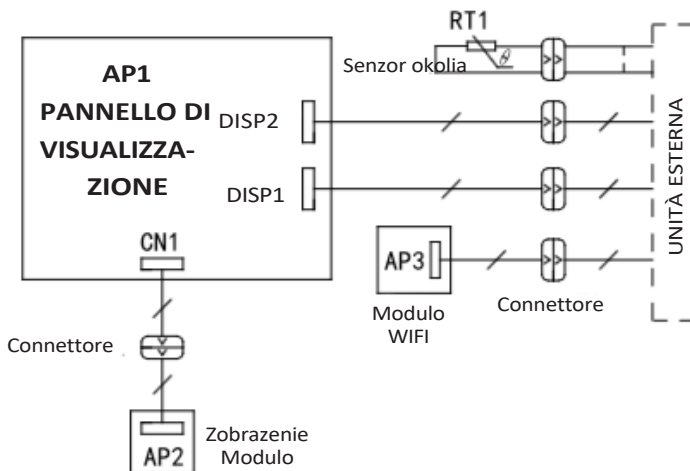 RT1
Senzor okolia
θ
AP1
PANNELLO DI
VISUALIZZA-
ZIONE
DISP2
DISP1
CN1
AP3
Modulo
WIFI
Connettore
UNITÀ ESTERNA
Connettore
AP2
Zobrazenie
Modulo